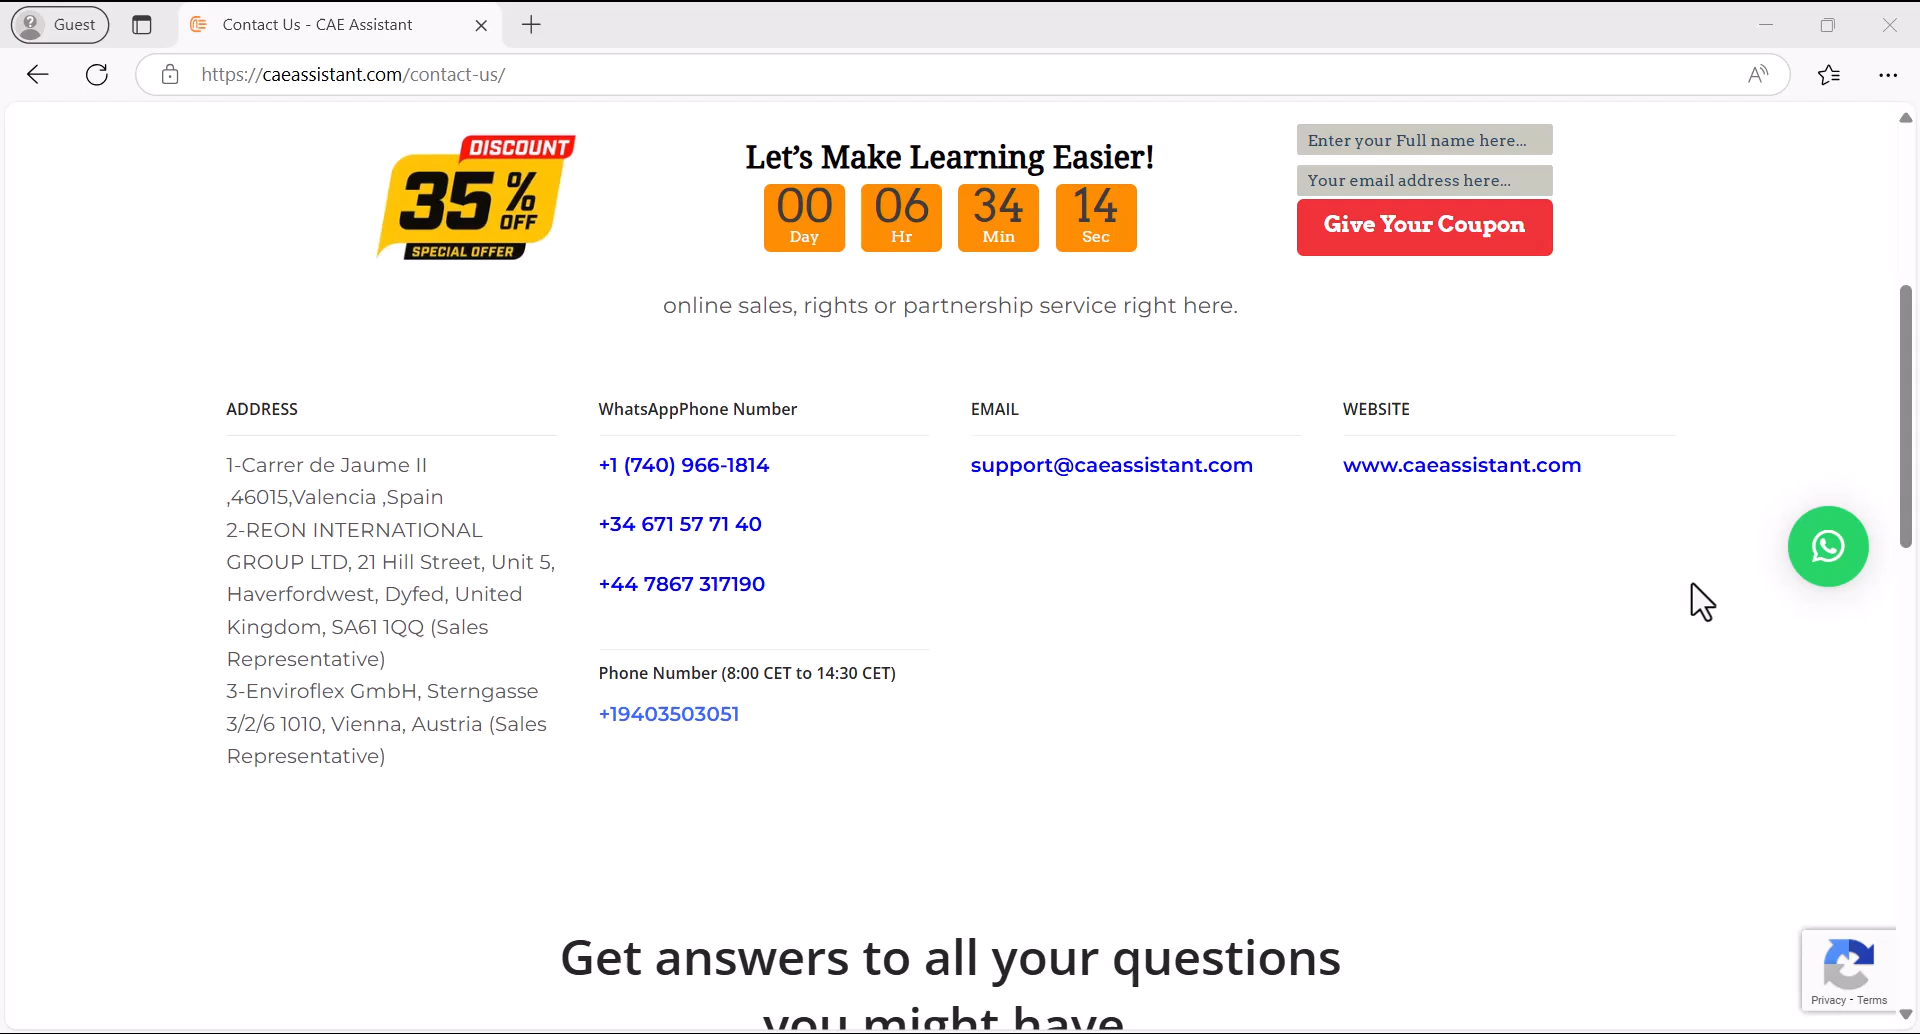 Guest
Contact Us - CAE Assistant
https://caeassistant.com/contact-us/
DISCOUNT
35 % OFF
SPECIAL OFFER
Let's Make Learning Easier!
00 06 34 14
Day Hr Min Sec
Enter your Full name here...
Your email address here...
Give Your Coupon
online sales, rights or partnership service right here.
ADDRESS
1-Carrer de Jaume II
,46015,Valencia ,Spain
2-REON INTERNATIONAL
GROUP LTD, 21 Hill Street, Unit 5,
Haverfordwest, Dyfed, United
Kingdom, SA61 1QQ (Sales
Representative)
3-Enviroflex GmbH, Sterngasse
3/2/6 1010, Vienna, Austria (Sales
Representative)
WhatsAppPhone Number
+1 (740) 966-1814
+34 671 57 71 40
+44 7867 317190
Phone Number (8:00 CET to 14:30 CET)
+19403503051
EMAIL
support@caeassistant.com
WEBSITE
www.caeassistant.com
Get answers to all your questions
you might have
Privacy - Terms